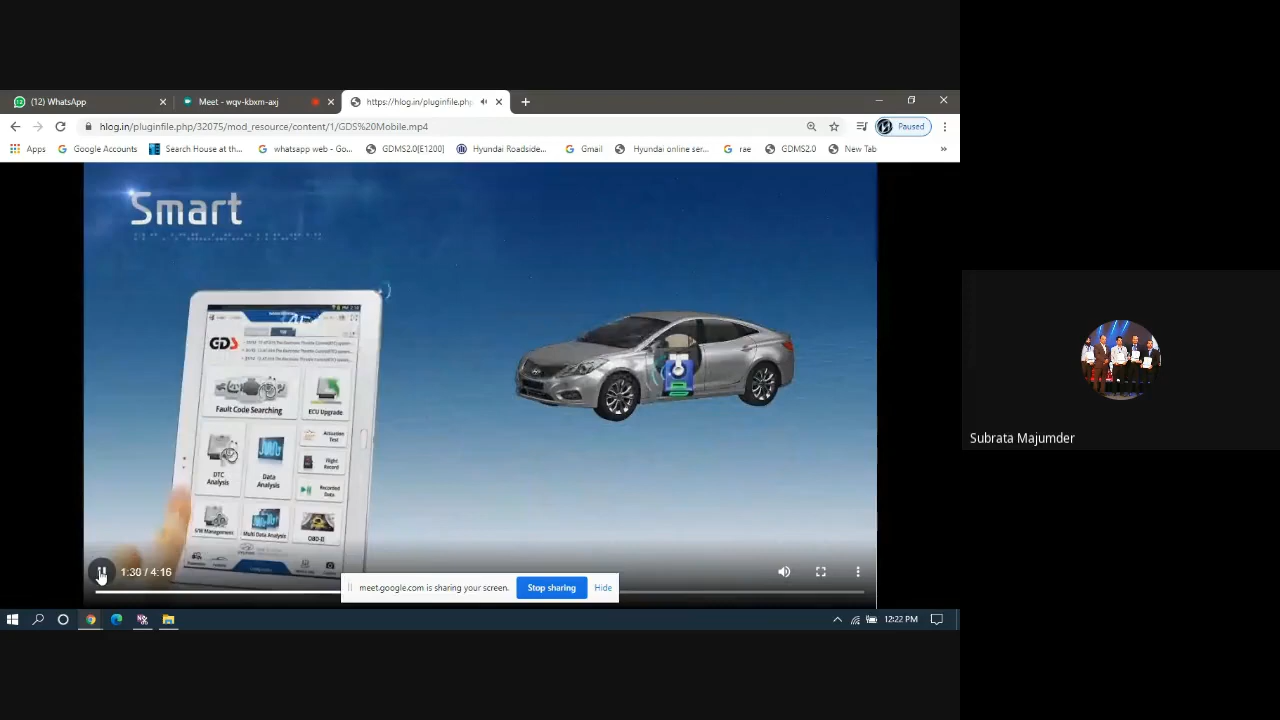 (12) WhatsApp
Meet - wqv-kbxm-axj
https://hlog.in/pluginfile.php
hlog.in/pluginfile.php/32075/mod_resource/content/1/GDS%20Mobile.mp4
Paused
Apps
Google Accounts
Search House at th...
whatsapp web - Go...
GDMS2.0[E1200]
Hyundai Roadside...
Gmail
Hyundai online ser...
rae
GDMS2.0
New Tab
Smart
GDS
Fault Code Searching
ECU Upgrade
DTC Analysis
Data Analysis
Actuation Test
Flight Record
Recorded Data
S/W Management
Multi Data Analysis
OBD-II
1:30 / 4:16
meet.google.com is sharing your screen.
Stop sharing
Hide
12:22 PM
Subrata Majumder